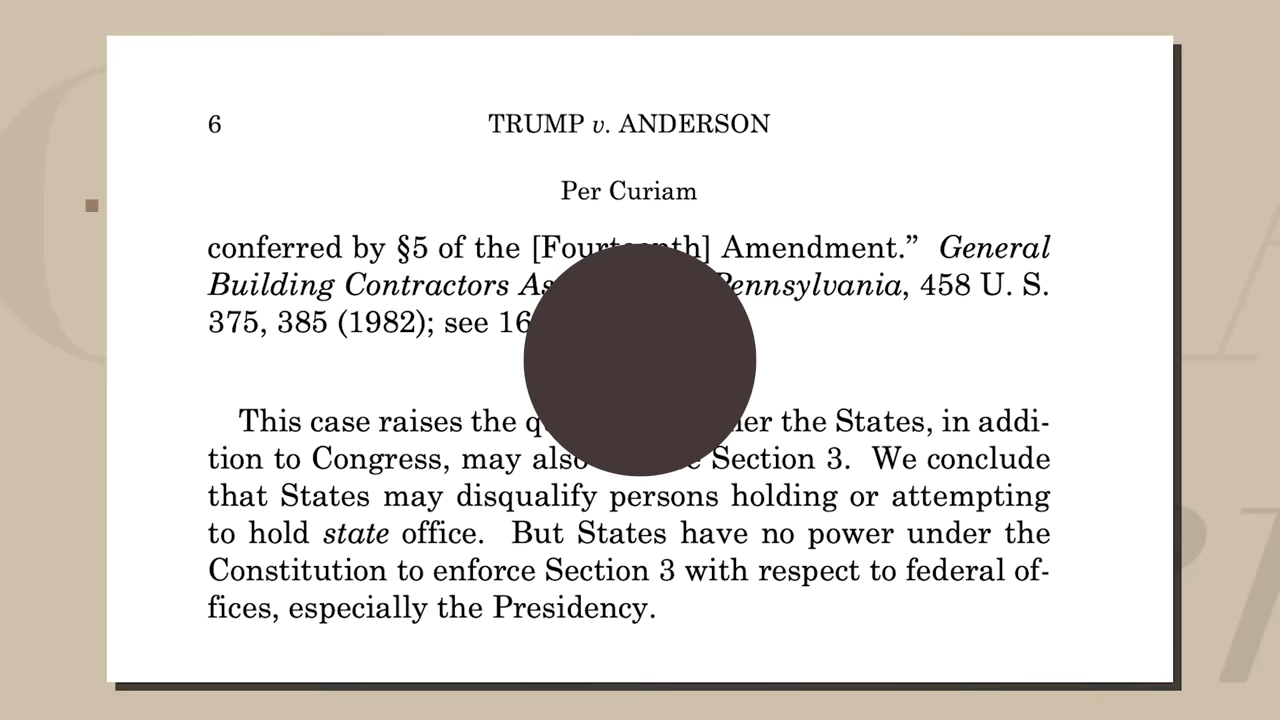 6 TRUMP v. ANDERSON
Per Curiam
conferred by §5 of the [Fourteenth] Amendment.” General
Building Contractors Pennsylvania, 458 U. S.
375, 385 (1982); see
This case raises the the States, in addi-
tion to Congress, may also Section 3. We conclude
that States may disqualify persons holding or attempting
to hold state office. But States have no power under the
Constitution to enforce Section 3 with respect to federal of-
fices, especially the Presidency.